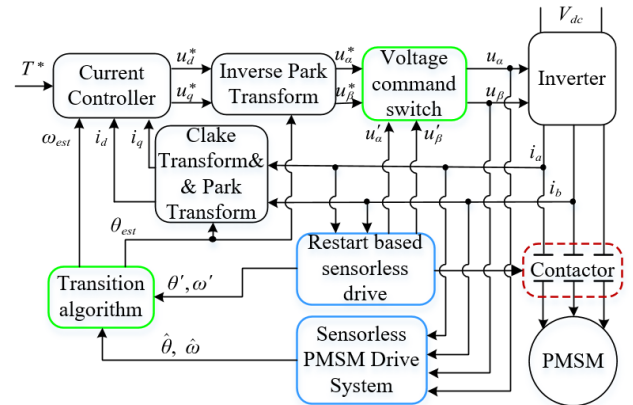 V_dc
T*
Current
Controller
u_d*
u_q*
Inverse Park
Transform
u_α*
u_β*
Voltage
command
switch
u_α
u_β
Inverter
ω_est
i_d
i_q
Clake
Transform&
& Park
Transform
u'_α
u'_β
i_a
i_b
θ_est
Restart based
sensorless
drive
Contactor
Transition
algorithm
θ', ω'
θ̂, ω̂
Sensorless
PMSM Drive
System
PMSM